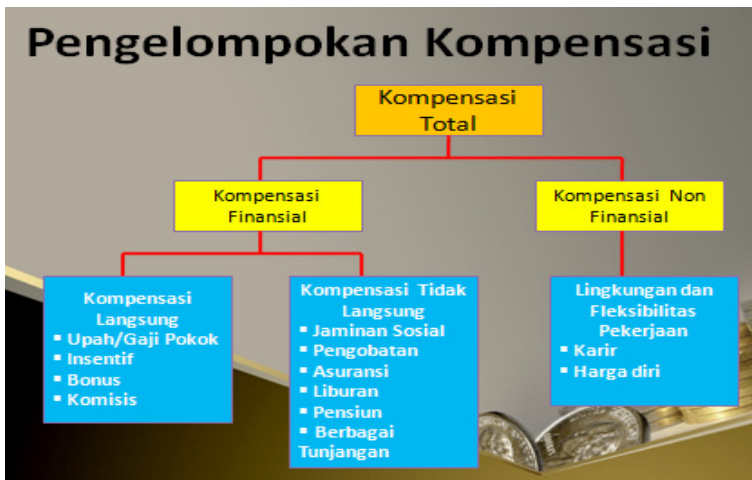 Pengelompokan Kompensasi
Kompensasi
Total
Kompensasi
Finansial
Kompensasi Non
Finansial
Kompensasi
Langsung
▪ Upah/Gaji Pokok
▪ Insentif
▪ Bonus
▪ Komisis
Kompensasi Tidak
Langsung
▪ Jaminan Sosial
▪ Pengobatan
▪ Asuransi
▪ Liburan
▪ Pensiun
▪ Berbagai
Tunjangan
Lingkungan dan
Fleksibilitas
Pekerjaan
▪ Karir
▪ Harga diri